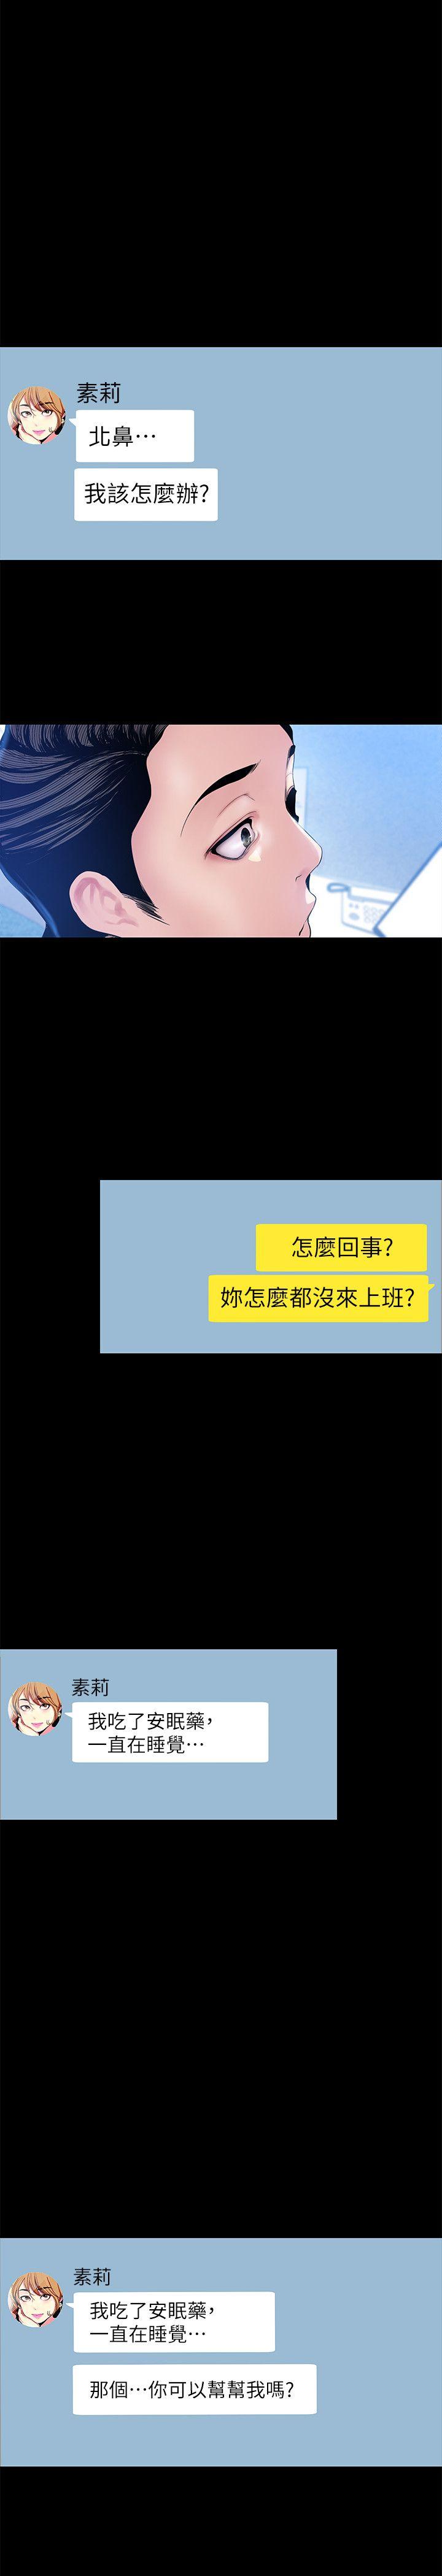 素莉
北鼻…
我該怎麼辦?
怎麼回事?
妳怎麼都沒來上班?
素莉
我吃了安眠藥,
一直在睡覺…
素莉
我吃了安眠藥,
一直在睡覺…
那個…你可以幫幫我嗎?